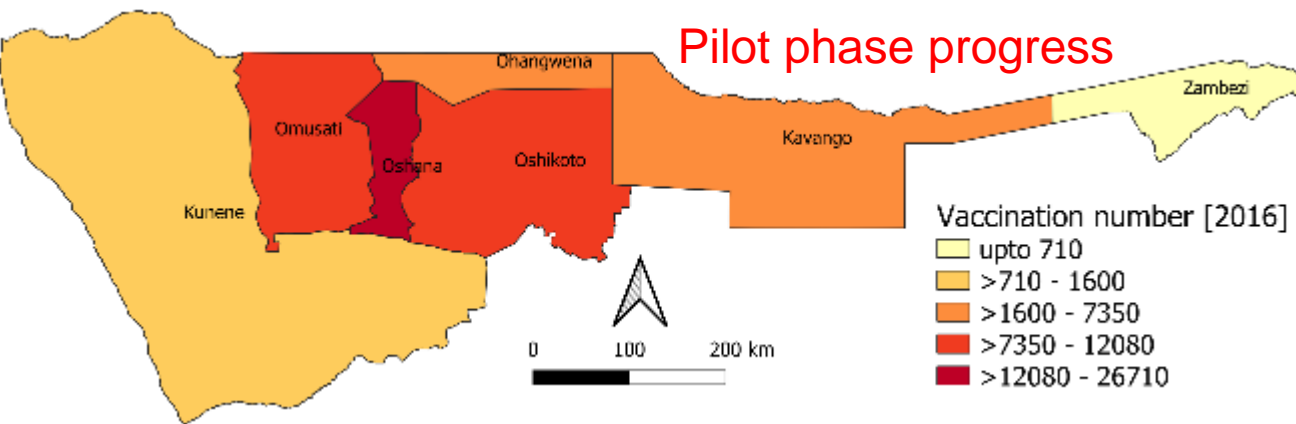 Pilot phase progress
Ohangwena
Zambezi
Omusati
Kavango
Oshana
Oshikoto
Kunene
Vaccination number [2016]
upto 710
>710 - 1600
>1600 - 7350
>7350 - 12080
>12080 - 26710
0 100 200 km